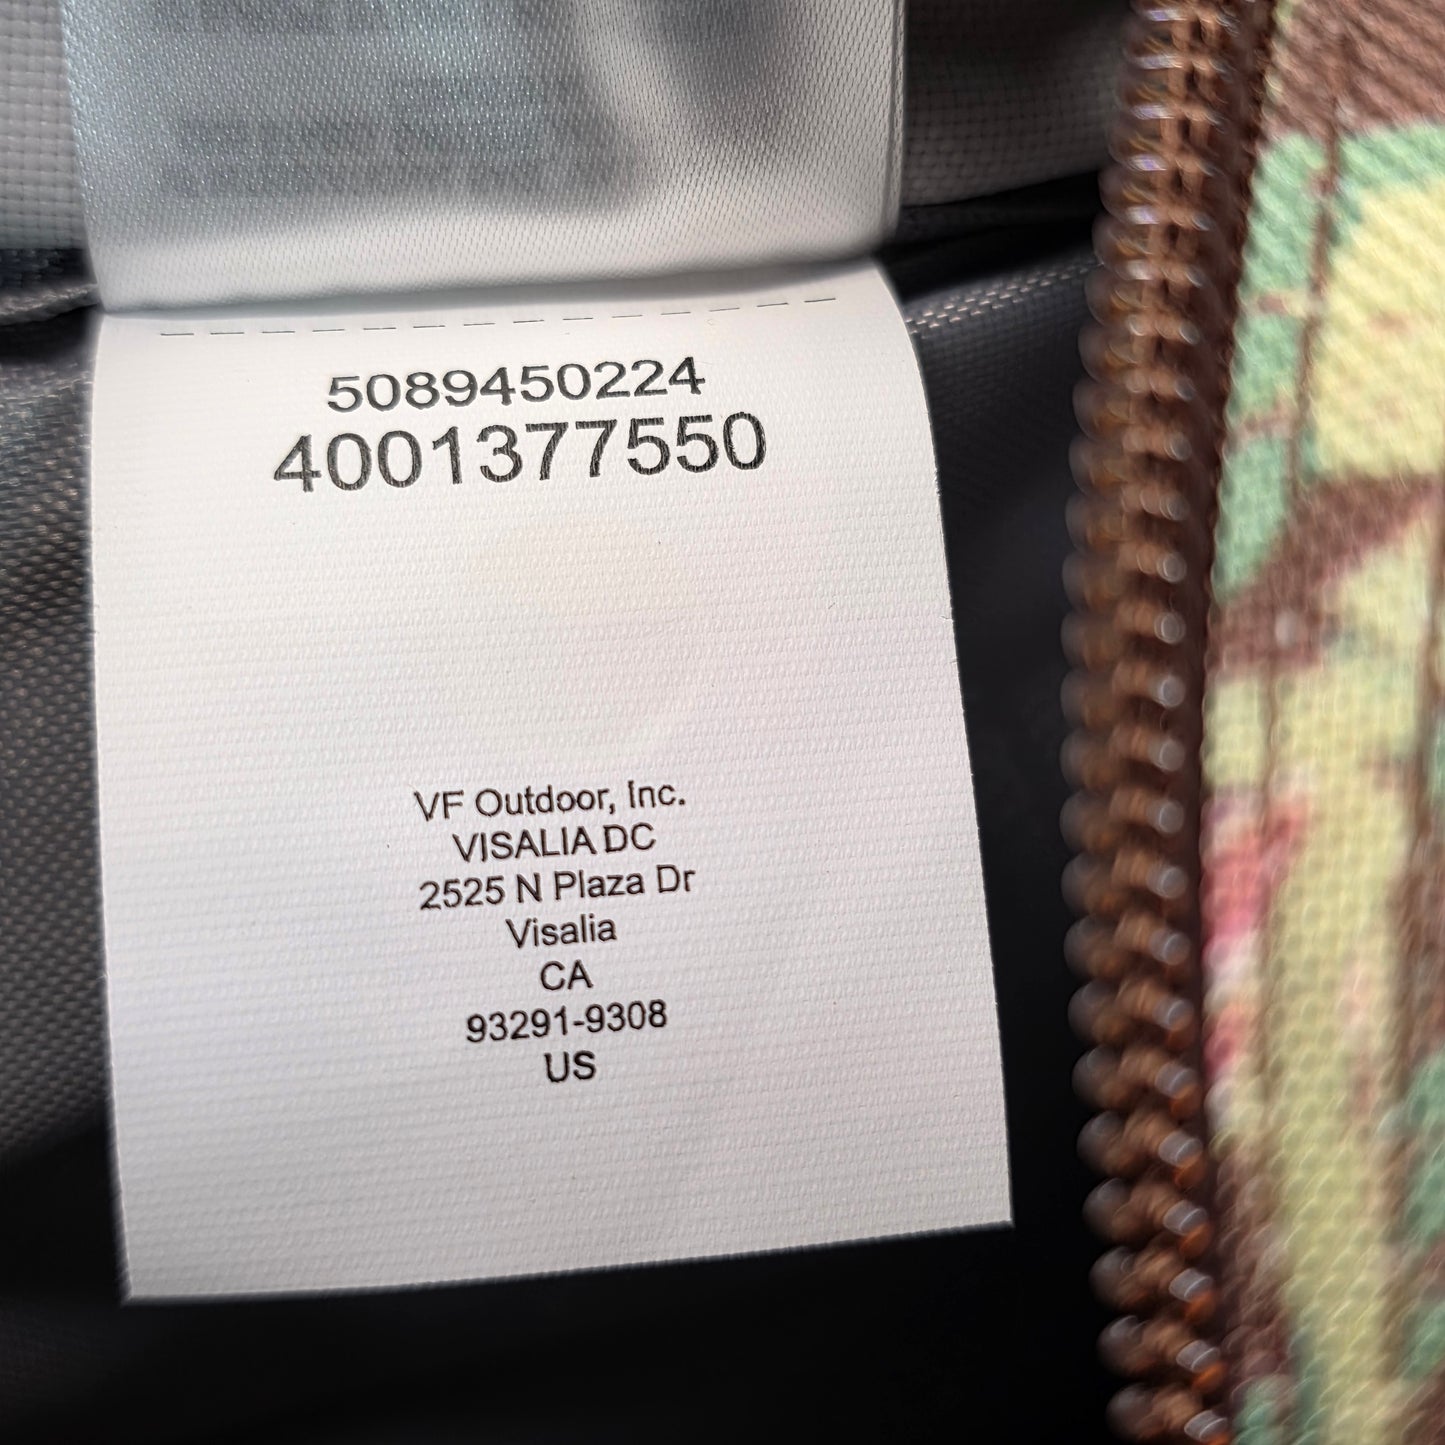 5089450224
4001377550
VF Outdoor, Inc.
VISALIA DC
2525 N Plaza Dr
Visalia
CA
93291-9308
US